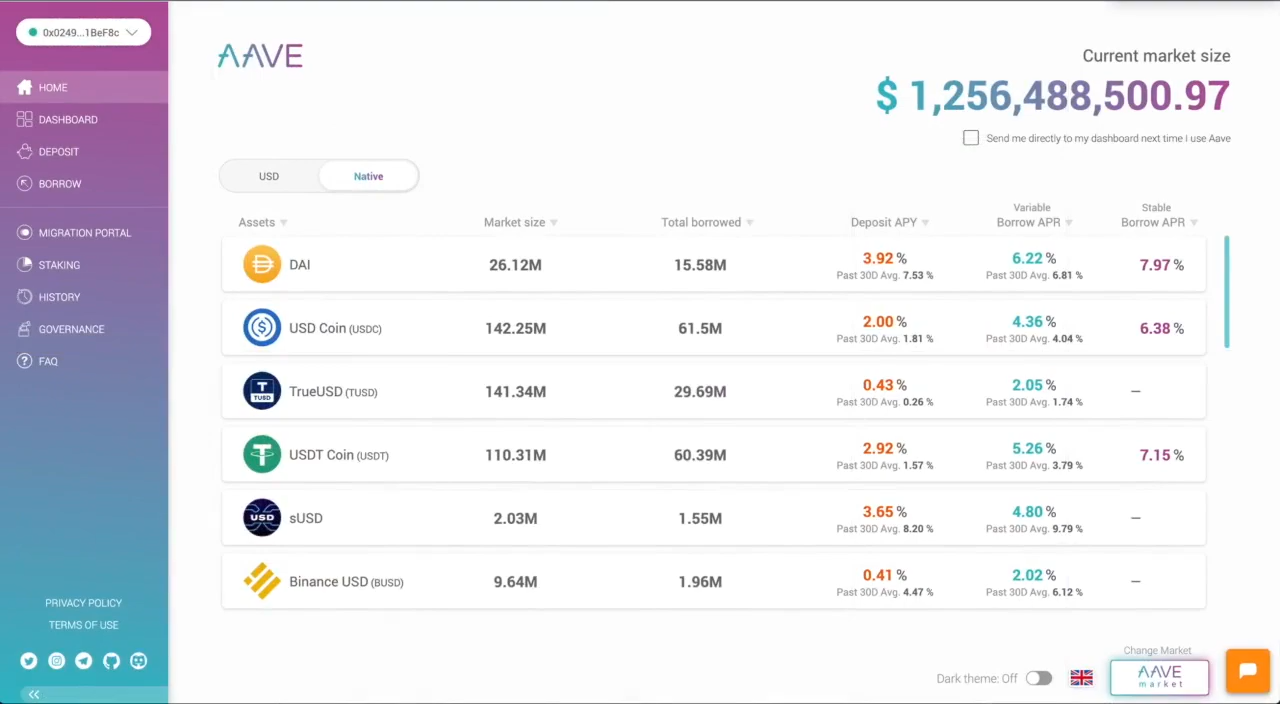 0x0249...1BeF8c
HOME
DASHBOARD
DEPOSIT
BORROW
MIGRATION PORTAL
STAKING
HISTORY
GOVERNANCE
? FAQ
PRIVACY POLICY
TERMS OF USE
AAVE
Current market size
$ 1,256,488,500.97
Send me directly to my dashboard next time I use Aave
USD Native
Assets Market size Total borrowed Deposit APY Variable Borrow APR Stable Borrow APR
DAI 26.12M 15.58M 3.92 % 6.22 % 7.97 %
Past 30D Avg. 7.53 % Past 30D Avg. 6.81 %
USD Coin (USDC) 142.25M 61.5M 2.00 % 4.36 % 6.38 %
Past 30D Avg. 1.81 % Past 30D Avg. 4.04 %
T TUSD TrueUSD (TUSD) 141.34M 29.69M 0.43 % 2.05 % —
Past 30D Avg. 0.26 % Past 30D Avg. 1.74 %
USDT Coin (USDT) 110.31M 60.39M 2.92 % 5.26 % 7.15 %
Past 30D Avg. 1.57 % Past 30D Avg. 3.79 %
USD sUSD 2.03M 1.55M 3.65 % 4.80 % —
Past 30D Avg. 8.20 % Past 30D Avg. 9.79 %
Binance USD (BUSD) 9.64M 1.96M 0.41 % 2.02 % —
Past 30D Avg. 4.47 % Past 30D Avg. 6.12 %
Change Market
Dark theme: Off
AAVE
market